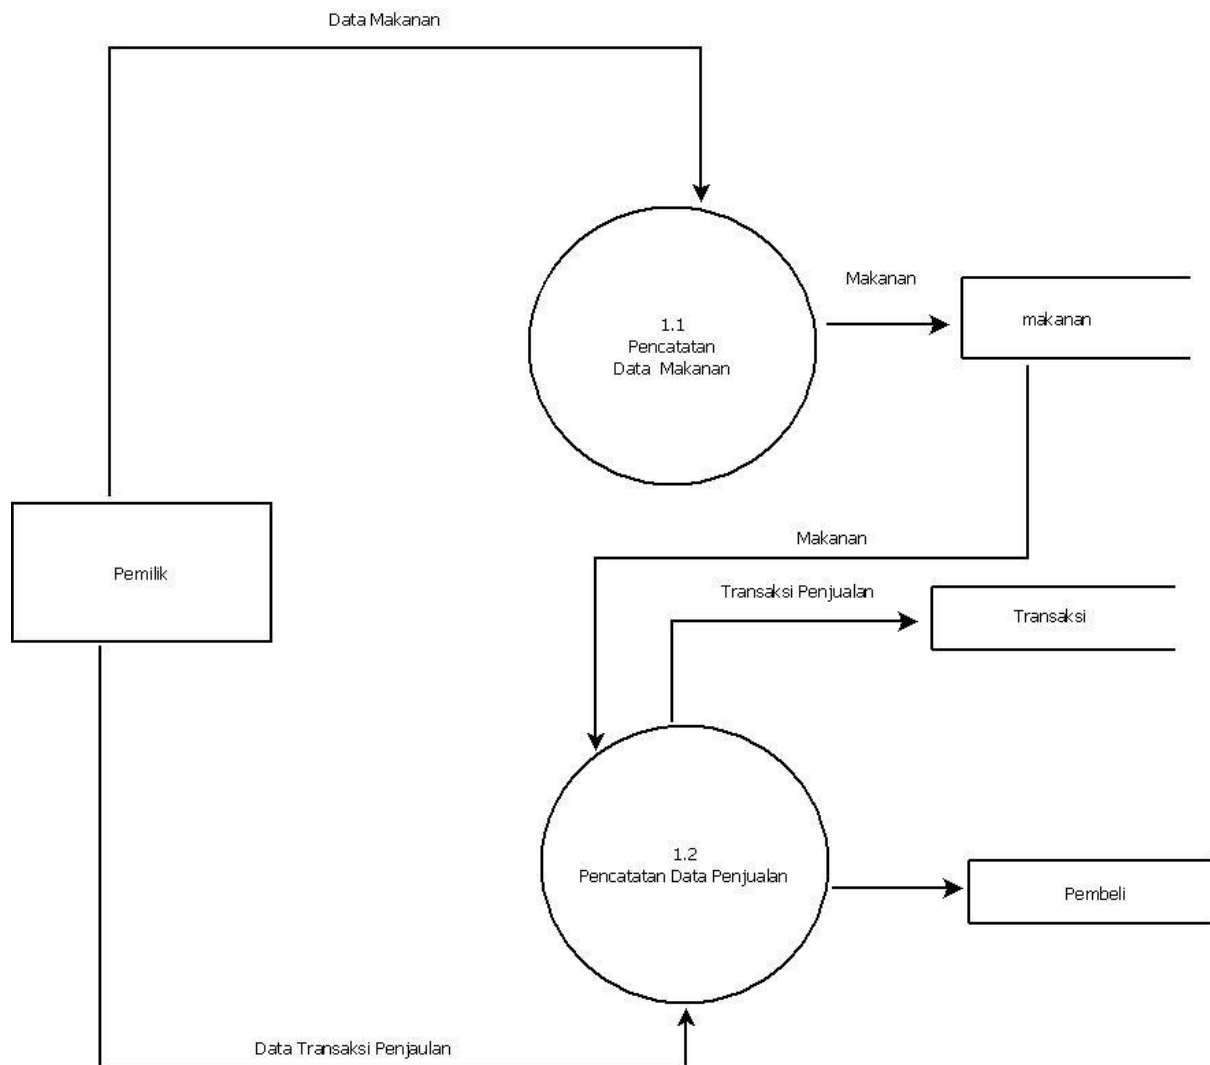 Data Makanan
Makanan
1.1
Pencatatan
Data Makanan
makanan
Makanan
Pemilik
Transaksi Penjualan
Transaksi
1.2
Pencatatan Data Penjualan
Pembeli
Data Transaksi Penjaulan